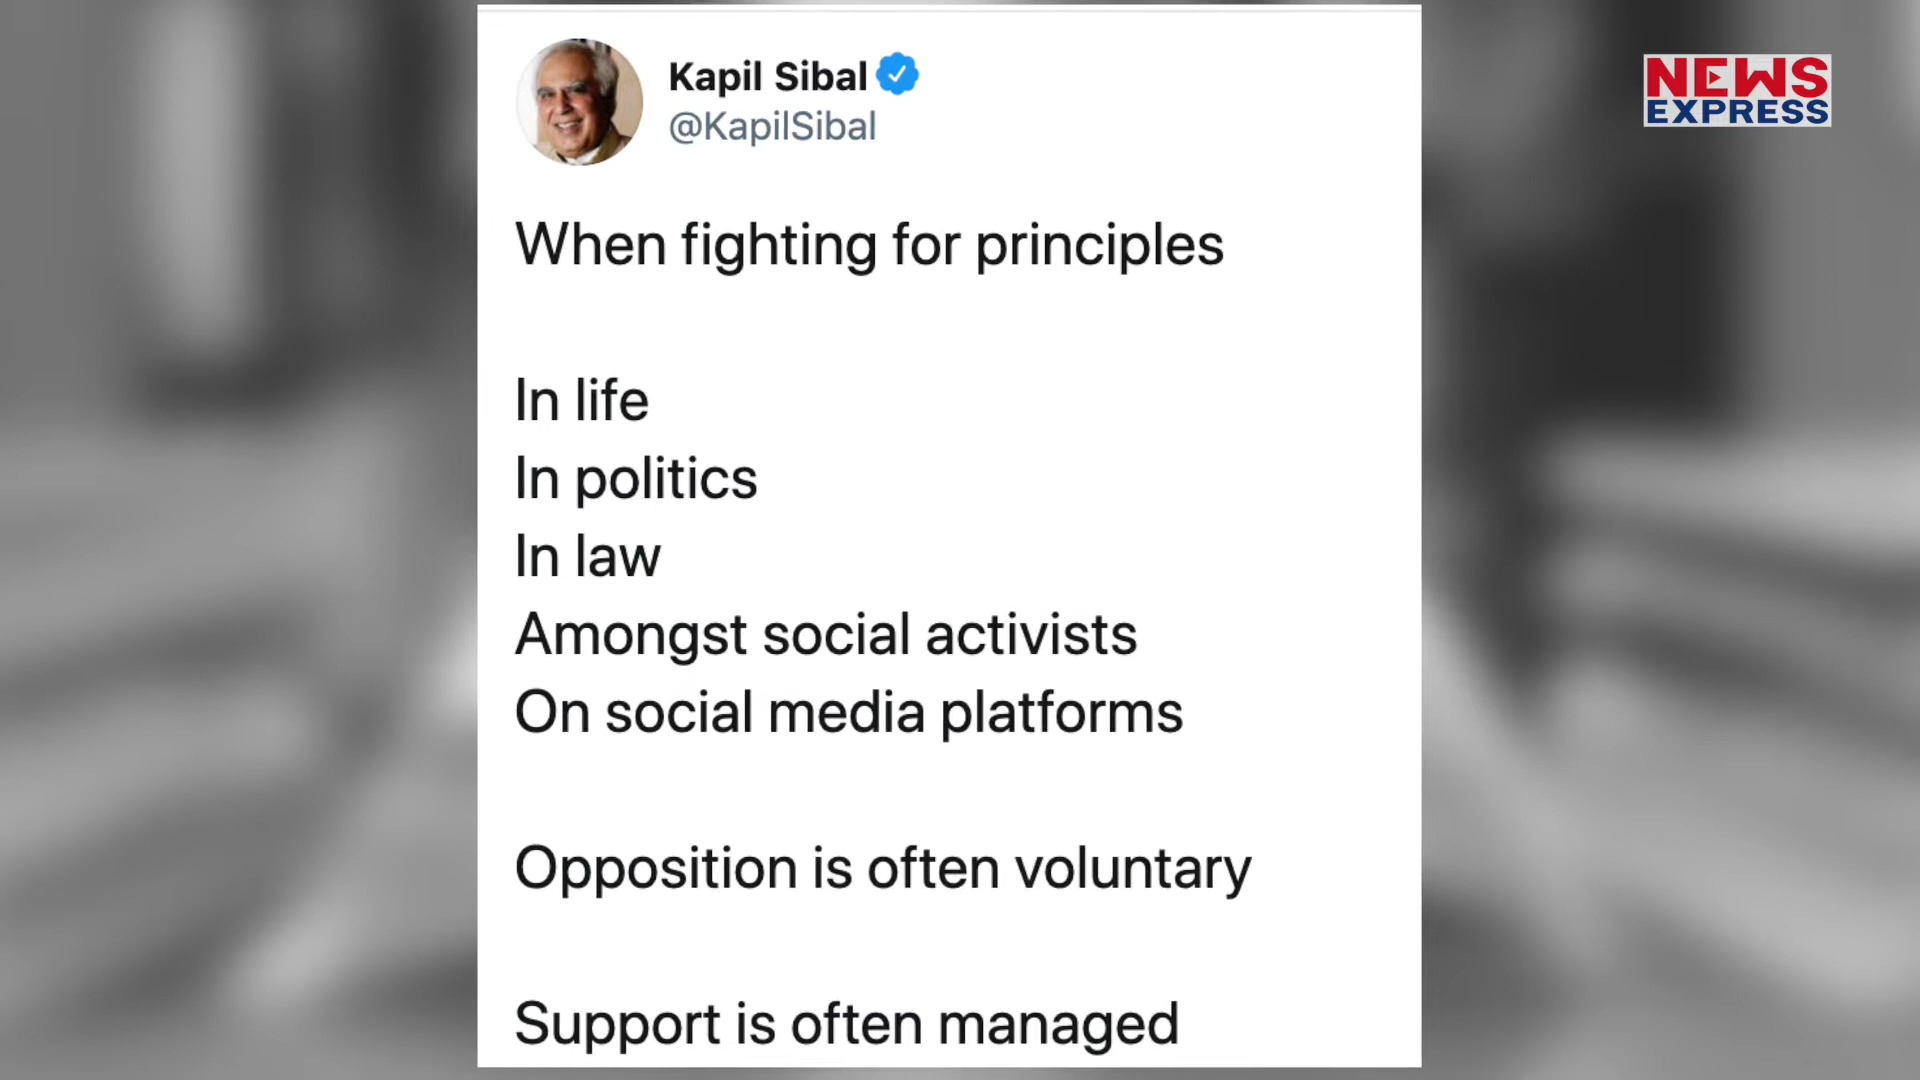 Kapil Sibal
@KapilSibal
NEWS
EXPRESS
When fighting for principles
In life
In politics
In law
Amongst social activists
On social media platforms
Opposition is often voluntary
Support is often managed